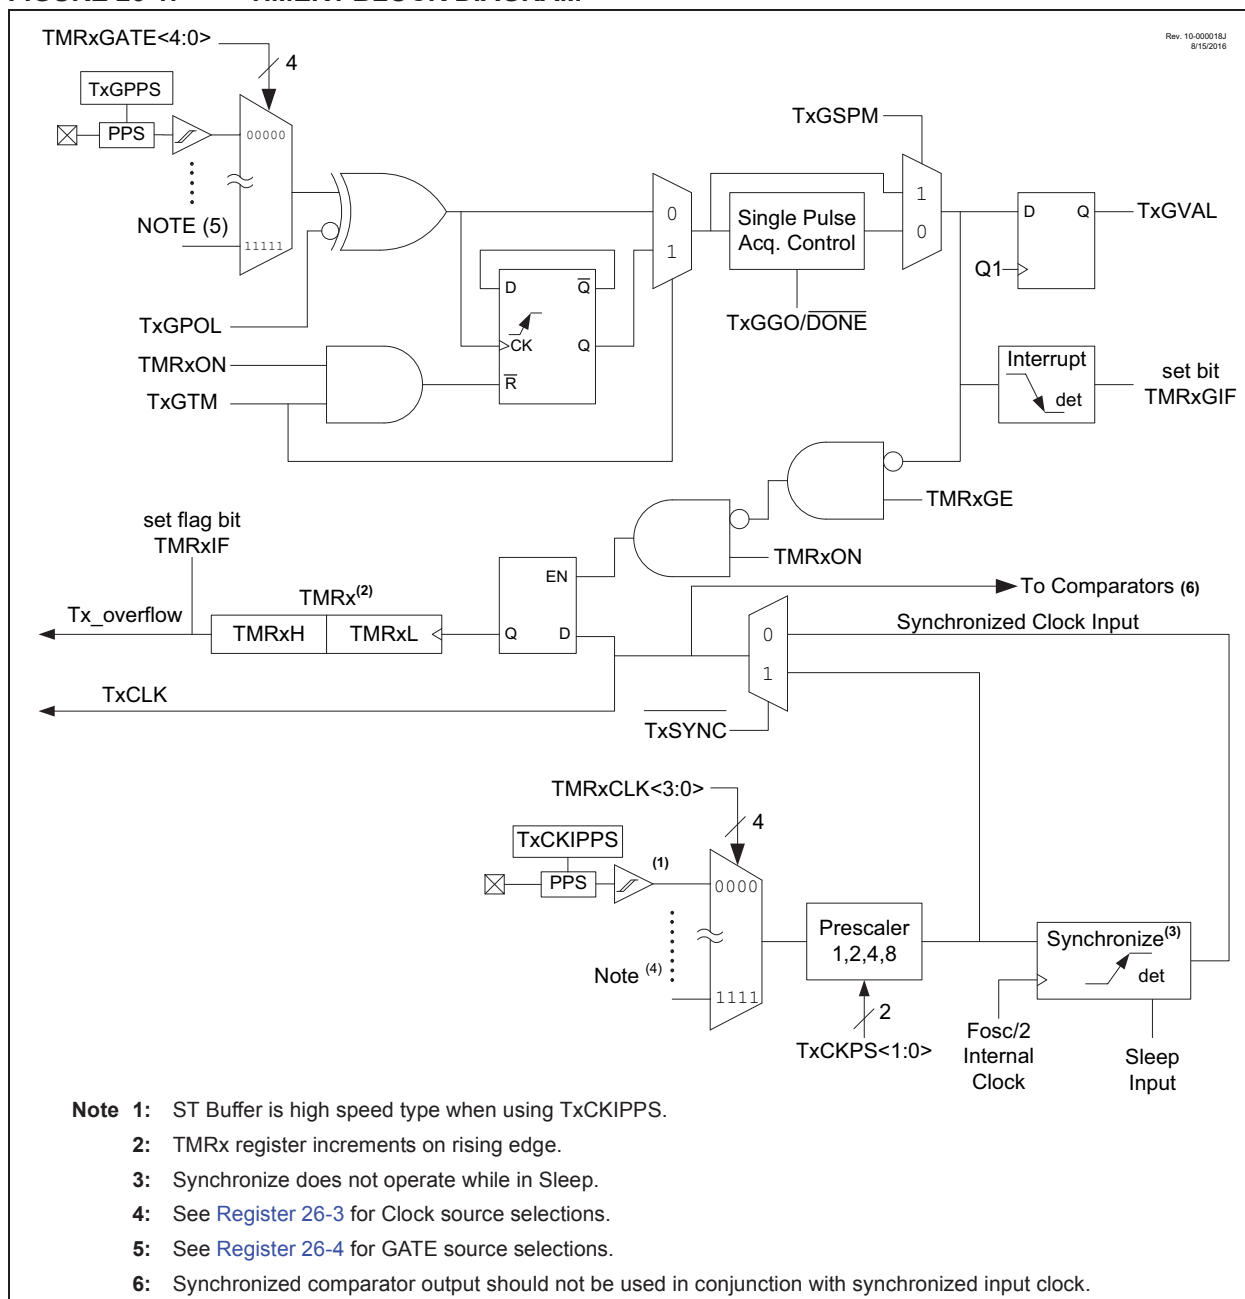 TMRxGATE<4:0>
Rev. 10-000018J
8/15/2016
4
TxGPPS
PPS
00000
NOTE (5)
11111
TxGPOL
TMRxON
TxGTM
D
Q
CK
Q
R
0
1
TxGSPM
Single Pulse
Acq. Control
1
0
TxGGO/DONE
D
Q
Q1
TxGVAL
Interrupt
det
set bit
TMRxGIF
TMRxGE
TMRxON
set flag bit
TMRxIF
EN
Q
D
TMRx(2)
TMRxH
TMRxL
Tx_overflow
TxCLK
To Comparators (6)
Synchronized Clock Input
0
1
TxSYNC
TMRxCLK<3:0>
4
TxCKIPPS
(1)
PPS
0000
Note (4)
1111
Prescaler
1,2,4,8
2
TxCKPS<1:0>
Synchronize(3)
det
Fosc/2
Internal
Clock
Sleep
Input
Note 1: ST Buffer is high speed type when using TxCKIPPS.
2: TMRx register increments on rising edge.
3: Synchronize does not operate while in Sleep.
4: See Register 26-3 for Clock source selections.
5: See Register 26-4 for GATE source selections.
6: Synchronized comparator output should not be used in conjunction with synchronized input clock.